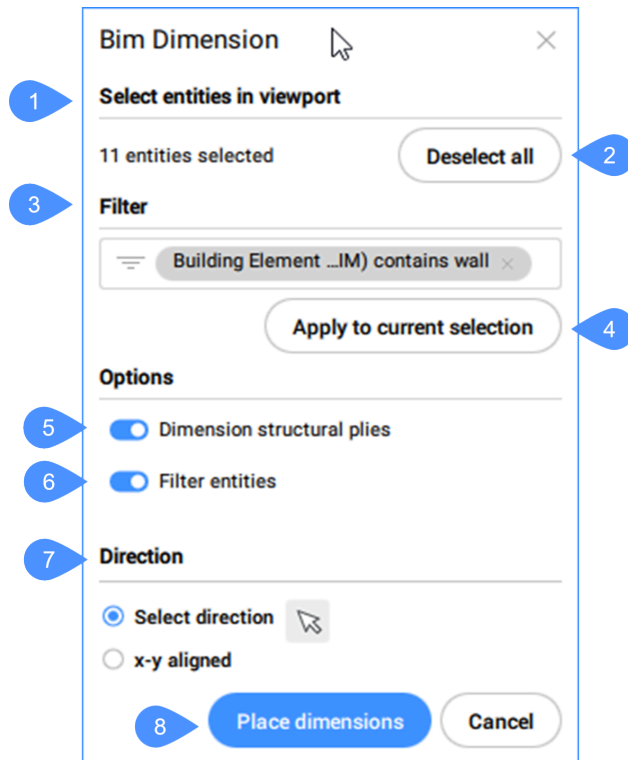 Bim Dimension
1 Select entities in viewport
11 entities selected Deselect all 2
3 Filter
Building Element ...IM) contains wall ×
Apply to current selection 4
Options
5 Dimension structural plies
6 Filter entities
7 Direction
Select direction
x-y aligned
8 Place dimensions Cancel